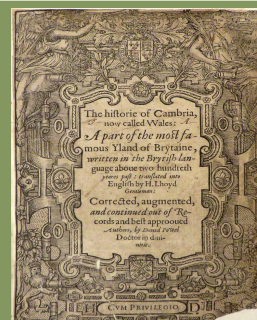 The historie of Cambria,
now called Wales:
A part of the most fa-
mous Yland of Brytaine,
written in the Brytish lan-
guage aboue two hundreth
yeares past: translated into
English by H. Lhoyd
Gentleman:
Corrected, augmented,
and continued out of Re-
cords and best approoued
Authors, by Dauid Powel
Doctor in diui-
nitie.
CVM PRIVILEGIO